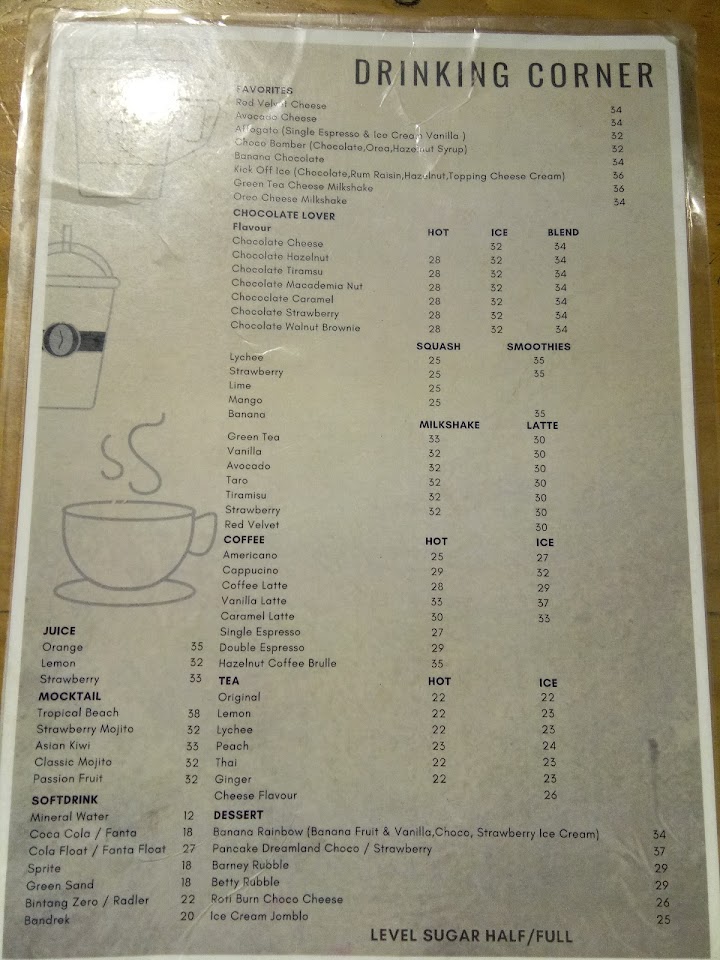 DRINKING CORNER
FAVORITES
Red Velvet Cheese 34
Avocado Cheese 34
Affogato (Single Espresso & Ice Cream Vanilla ) 32
Choco Bomber (Chocolate,Oreo,Hazelnut Syrup) 32
Banana Chocolate 34
Kick Off Ice (Chocolate,Rum Raisin,Hazelnut,Topping Cheese Cream) 36
Green Tea Cheese Milkshake 36
Oreo Cheese Milkshake 34
CHOCOLATE LOVER
Flavour HOT ICE BLEND
Chocolate Cheese 32 34
Chocolate Hazelnut 28 32 34
Chocolate Tiramsu 28 32 34
Chocolate Macademia Nut 28 32 34
Chococlate Caramel 28 32 34
Chocolate Strawberry 28 32 34
Chocolate Walnut Brownie 28 32 34
SQUASH SMOOTHIES
Lychee 25 35
Strawberry 25 35
Lime 25
Mango 25
Banana 35
MILKSHAKE LATTE
Green Tea 33 30
Vanilla 32 30
Avocado 32 30
Taro 32 30
Tiramisu 32 30
Strawberry 32 30
Red Velvet 30
COFFEE HOT ICE
Americano 25 27
Cappucino 29 32
Coffee Latte 28 29
Vanilla Latte 33 37
Caramel Latte 30 33
Single Espresso 27
Double Espresso 29
Hazelnut Coffee Brulle 35
TEA HOT ICE
Original 22 22
Lemon 22 23
Lychee 22 23
Peach 23 24
Thai 22 23
Ginger 22 23
Cheese Flavour 26
JUICE
Orange 35
Lemon 32
Strawberry 33
MOCKTAIL
Tropical Beach 38
Strawberry Mojito 32
Asian Kiwi 33
Classic Mojito 32
Passion Fruit 32
SOFTDRINK
Mineral Water 12
Coca Cola / Fanta 18
Cola Float / Fanta Float 27
Sprite 18
Green Sand 18
Bintang Zero / Radler 22
Bandrek 20
DESSERT
Banana Rainbow (Banana Fruit & Vanilla,Choco, Strawberry Ice Cream) 34
Pancake Dreamland Choco / Strawberry 37
Barney Rubble 29
Betty Rubble 29
Roti Burn Choco Cheese 26
Ice Cream Jomblo 25
LEVEL SUGAR HALF/FULL